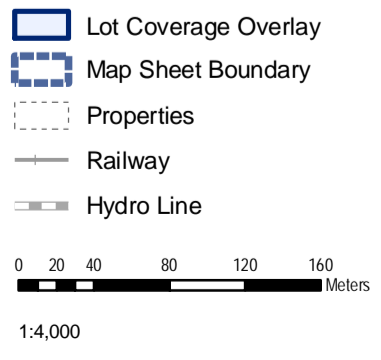 Lot Coverage Overlay
Map Sheet Boundary
Properties
Railway
Hydro Line
0 20 40 80 120 160
Meters
1:4,000